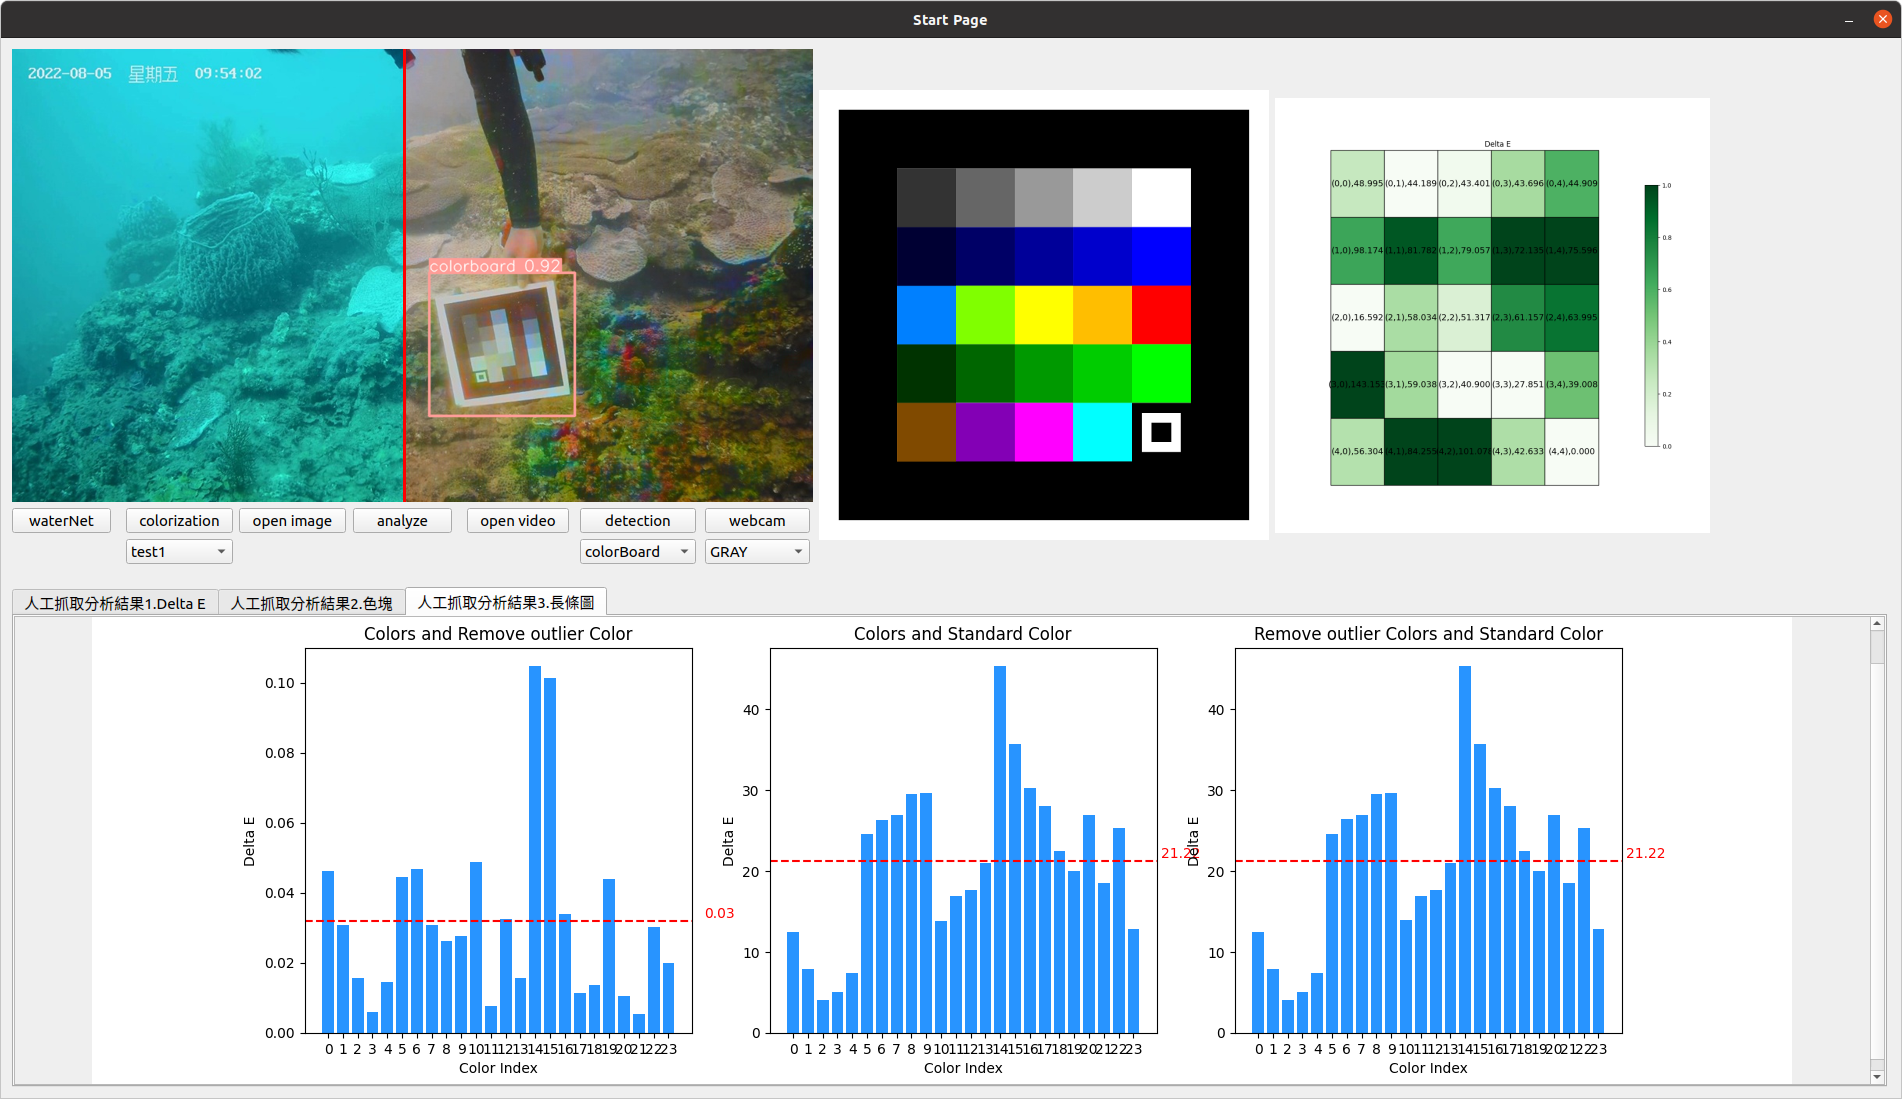 Start Page
2022-08-05 星期五 09:54:02
colorboard 0.92
Delta E
(0,0),48.995 (0,1),44.189 (0,2),43.401 (0,3),43.696 (0,4),44.909
(1,0),98.174 (1,1),81.782 (1,2),79.057 (1,3),72.135 (1,4),75.596
(2,0),16.592 (2,1),58.034 (2,2),51.317 (2,3),61.157 (2,4),63.995
(3,1),59.038 (3,2),40.900 (3,3),27.851 (3,4),39.008
(4,0),56.304 (4,1),84.255 (4,3),42.633 (4,4),0.000
1.0
0.8
0.6
0.4
0.2
0.0
waterNet colorization open image analyze open video detection webcam
test1 colorBoard GRAY
人工抓取分析結果1.Delta E 人工抓取分析結果2.色塊 人工抓取分析結果3.長條圖
Colors and Remove outlier Color
0.10
0.08
0.06
0.04
0.02
0.00
Delta E
0.03
0 1 2 3 4 5 6 7 8 9 10 11 12 13 14 15 16 17 18 19 20 21 22 23
Color Index
Colors and Standard Color
40
30
20
10
0
Delta E
21.22
0 1 2 3 4 5 6 7 8 9 10 11 12 13 14 15 16 17 18 19 20 21 22 23
Color Index
Remove outlier Colors and Standard Color
40
30
20
10
0
Delta E
21.22
0 1 2 3 4 5 6 7 8 9 10 11 12 13 14 15 16 17 18 19 20 21 22 23
Color Index